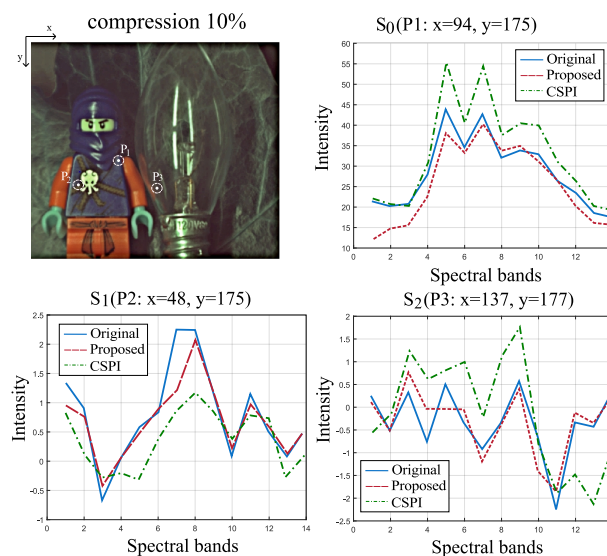 compression 10%
x
y
P1
P2
P3
120V
S0(P1: x=94, y=175)
Intensity
60
55
50
45
40
35
30
25
20
15
10
0 2 4 6 8 10 12 14
Original
Proposed
CSPI
Spectral bands
S1(P2: x=48, y=175)
Intensity
2.5
2
1.5
1
0.5
0
-0.5
-1
0 2 4 6 8 10 12 14
Original
Proposed
CSPI
Spectral bands
S2(P3: x=137, y=177)
Intensity
2
1.5
1
0.5
0
-0.5
-1
-1.5
-2
-2.5
0 2 4 6 8 10 12
Original
Proposed
CSPI
Spectral bands